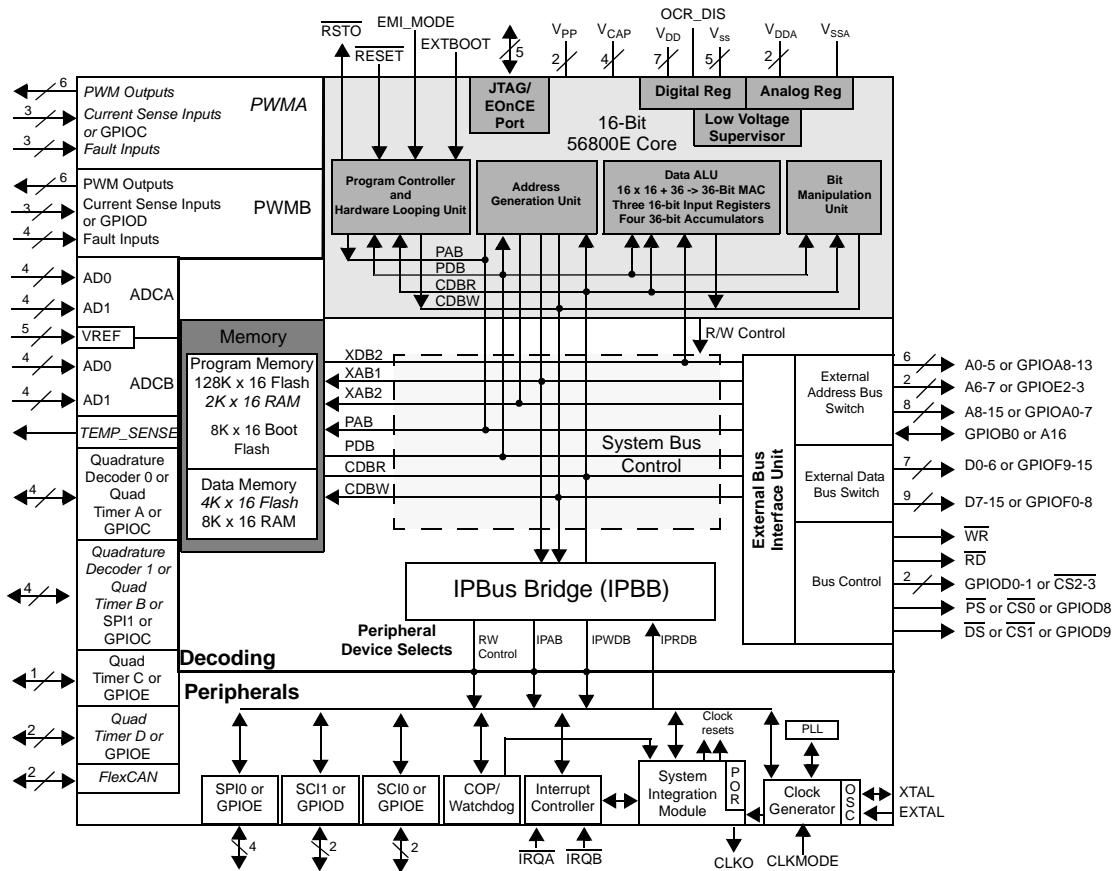 OCR_DIS
RSTO
EMI_MODE
RESET
EXTBOOT
5
VPP
2
VCAP
4
VDD
7
Vss
5
VDDA
2
VSSA
6
PWM Outputs
PWMA
3
Current Sense Inputs
or GPIOC
3
Fault Inputs
6
PWM Outputs
PWMB
3
Current Sense Inputs
or GPIOD
4
Fault Inputs
4
AD0
ADCA
4
AD1
5
VREF
4
AD0
ADCB
4
AD1
TEMP_SENSE
Quadrature
Decoder 0 or
Quad
Timer A or
GPIOC
4
Quadrature
Decoder 1 or
Quad
Timer B or
SPI1 or
GPIOC
4
Quad
Timer C or
GPIOE
1
Quad
Timer D or
GPIOE
2
FlexCAN
2
JTAG/
EOnCE
Port
Digital Reg
Analog Reg
Low Voltage
Supervisor
16-Bit
56800E Core
Program Controller
and
Hardware Looping Unit
Address
Generation Unit
Data ALU
16 x 16 + 36 -> 36-Bit MAC
Three 16-bit Input Registers
Four 36-bit Accumulators
Bit
Manipulation
Unit
PAB
PDB
CDBR
CDBW
R/W Control
Memory
Program Memory
128K x 16 Flash
2K x 16 RAM
8K x 16 Boot
Flash
Data Memory
4K x 16 Flash
8K x 16 RAM
XDB2
XAB1
XAB2
PAB
PDB
CDBR
CDBW
System Bus
Control
External Bus
Interface Unit
External
Address Bus
Switch
External Data
Bus Switch
Bus Control
6
A0-5 or GPIOA8-13
2
A6-7 or GPIOE2-3
8
A8-15 or GPIOA0-7
GPIOB0 or A16
7
D0-6 or GPIOF9-15
9
D7-15 or GPIOF0-8
WR
RD
2
GPIOD0-1 or CS2-3
PS or CS0 or GPIOD8
DS or CS1 or GPIOD9
IPBus Bridge (IPBB)
Peripheral
Device Selects
RW
Control
IPAB
IPWDB
IPRDB
Decoding
Peripherals
Clock
resets
PLL
SPI0 or
GPIOE
SCI1 or
GPIOD
SCI0 or
GPIOE
COP/
Watchdog
Interrupt
Controller
System
Integration
Module
POR
Clock
Generator
OSC
XTAL
EXTAL
4
2
2
IRQA
IRQB
CLKO
CLKMODE